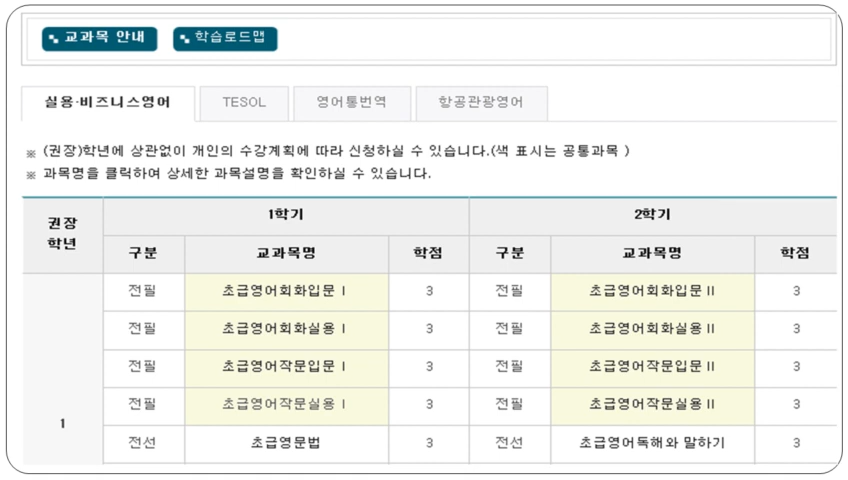 교과목 안내 학습로드맵
실용·비즈니스영어 TESOL 영어통번역 항공관광영어
※ (권장)학년에 상관없이 개인의 수강계획에 따라 신청하실 수 있습니다.(색 표시는 공통과목 )
※ 과목명을 클릭하여 상세한 과목설명을 확인하실 수 있습니다.
권장 학년 1학기 2학기
구분 교과목명 학점 구분 교과목명 학점
전필 초급영어회화입문 I 3 전필 초급영어회화입문 II 3
전필 초급영어회화실용 I 3 전필 초급영어회화실용 II 3
전필 초급영어작문입문 I 3 전필 초급영어작문입문 II 3
전필 초급영어작문실용 I 3 전필 초급영어작문실용 II 3
1
전선 초급영문법 3 전선 초급영어독해와 말하기 3